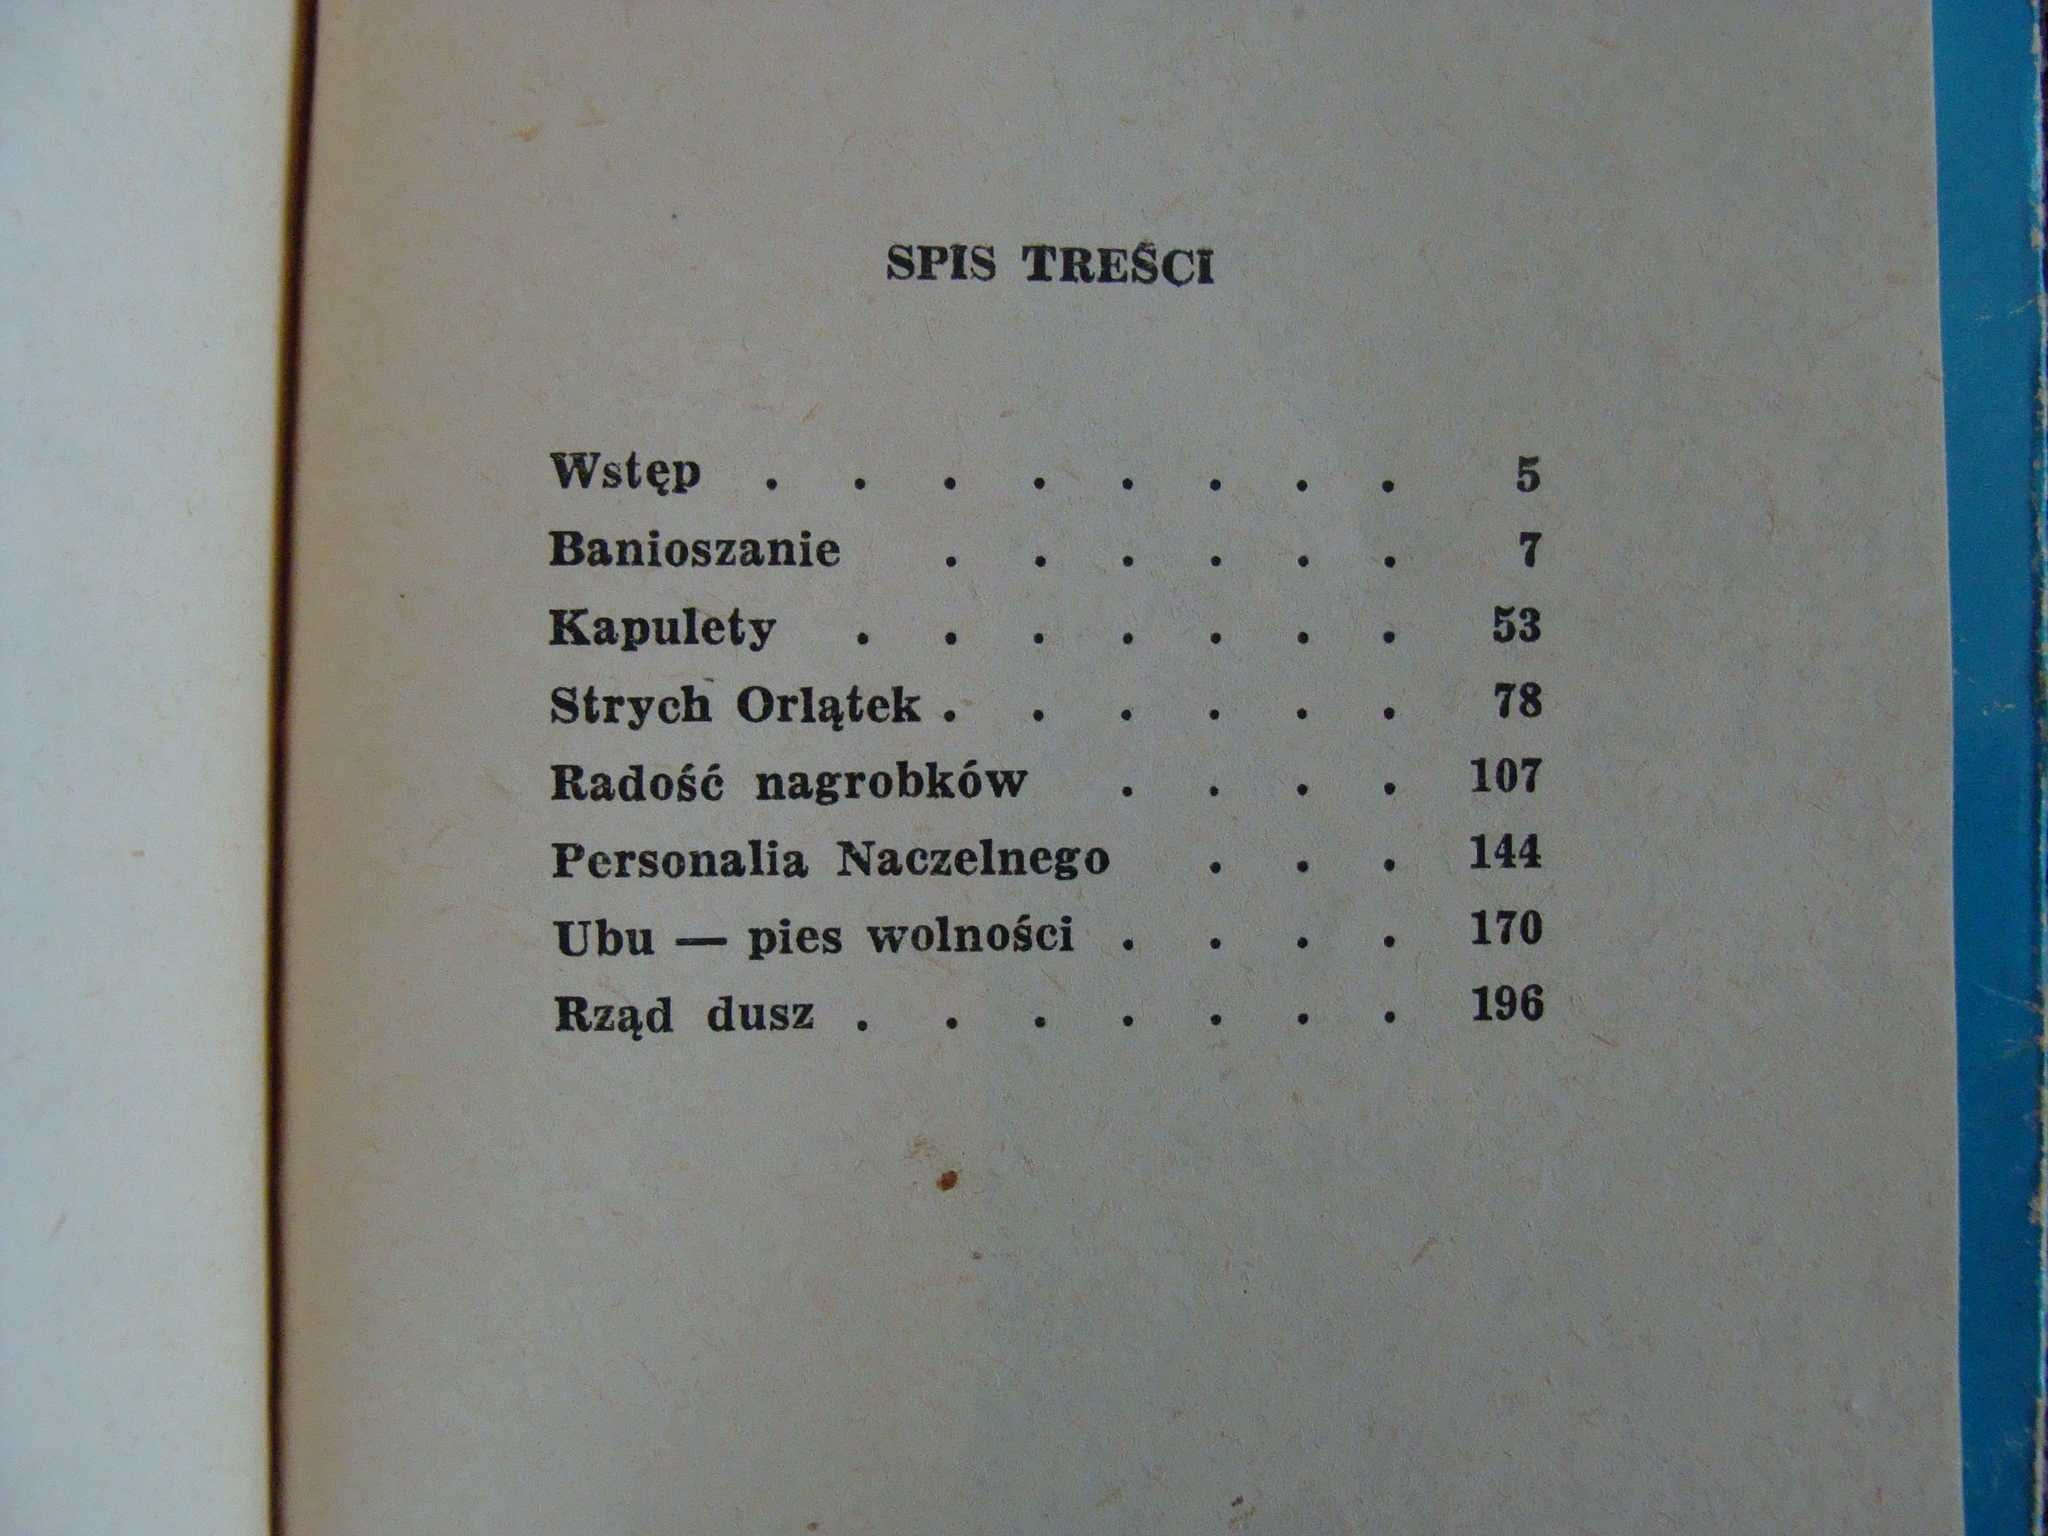 SPIS TREŚCI
Wstęp . . . . . . . . 5
Banioszanie . . . . . . 7
Kapulety . . . . . . . 53
Strych Orlątek . . . . . . 78
Radość nagrobków . . . . 107
Personalia Naczelnego . . . 144
Ubu — pies wolności . . . . 170
Rząd dusz . . . . . . . 196